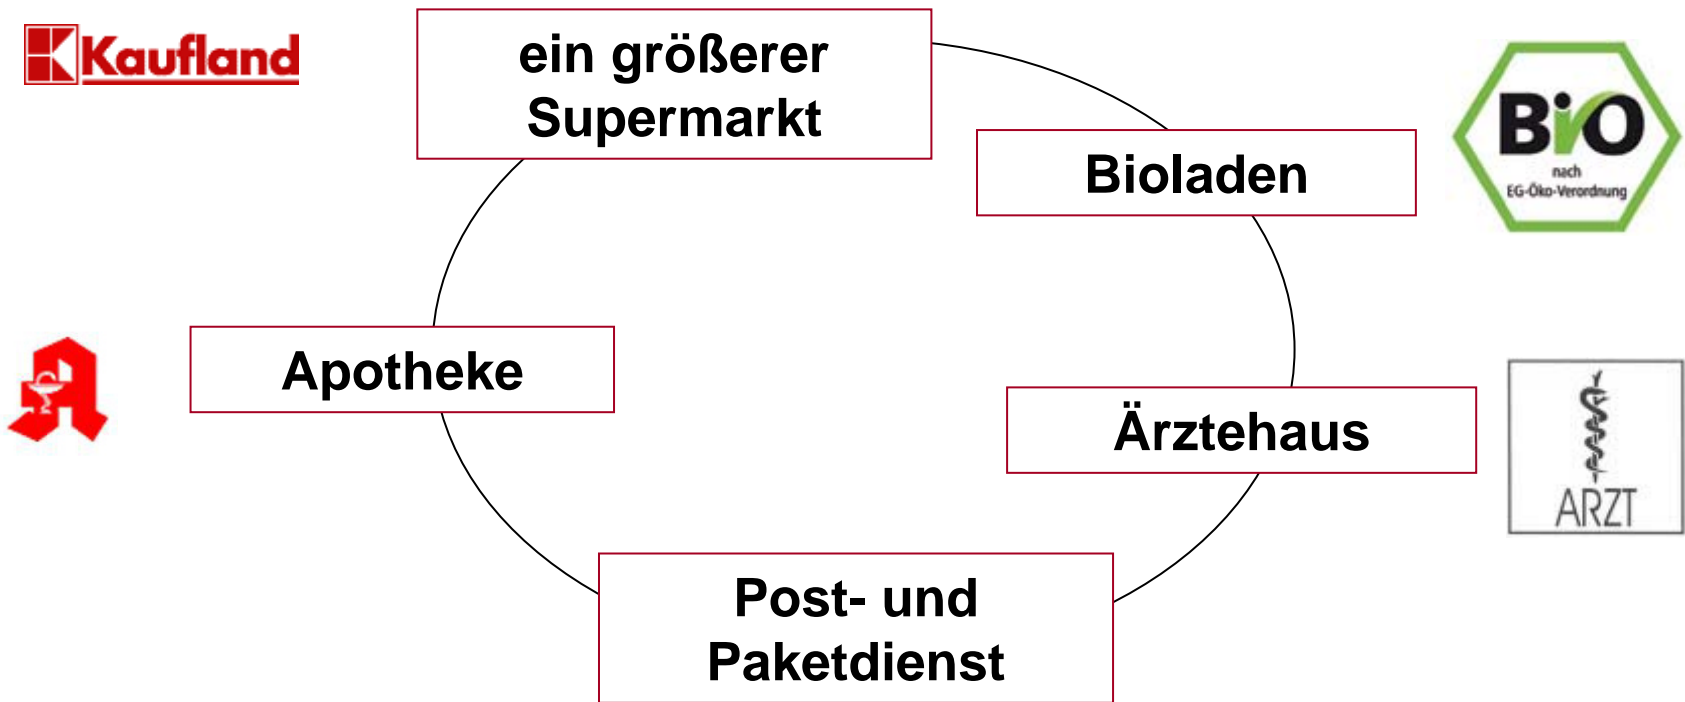 Kaufland
ein größerer
Supermarkt
Bioladen
Bio
nach
EG-Öko-Verordnung
Apotheke
Ärztehaus
ARZT
Post- und
Paketdienst